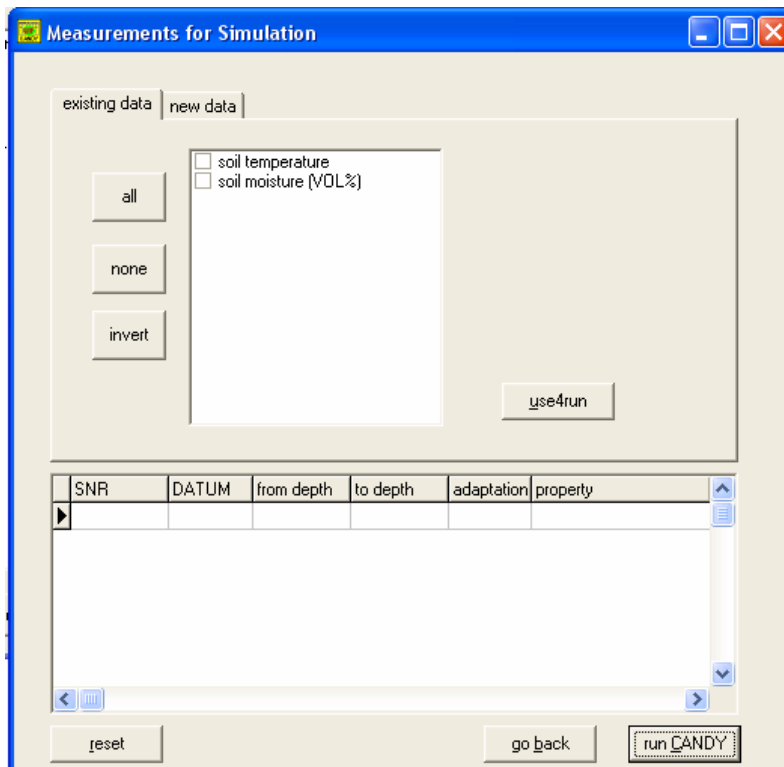 Measurements for Simulation
existing data
new data
soil temperature
soil moisture (VOL%)
all
none
invert
use4run
SNR DATUM from depth to depth adaptation property
reset
go back
run CANDY